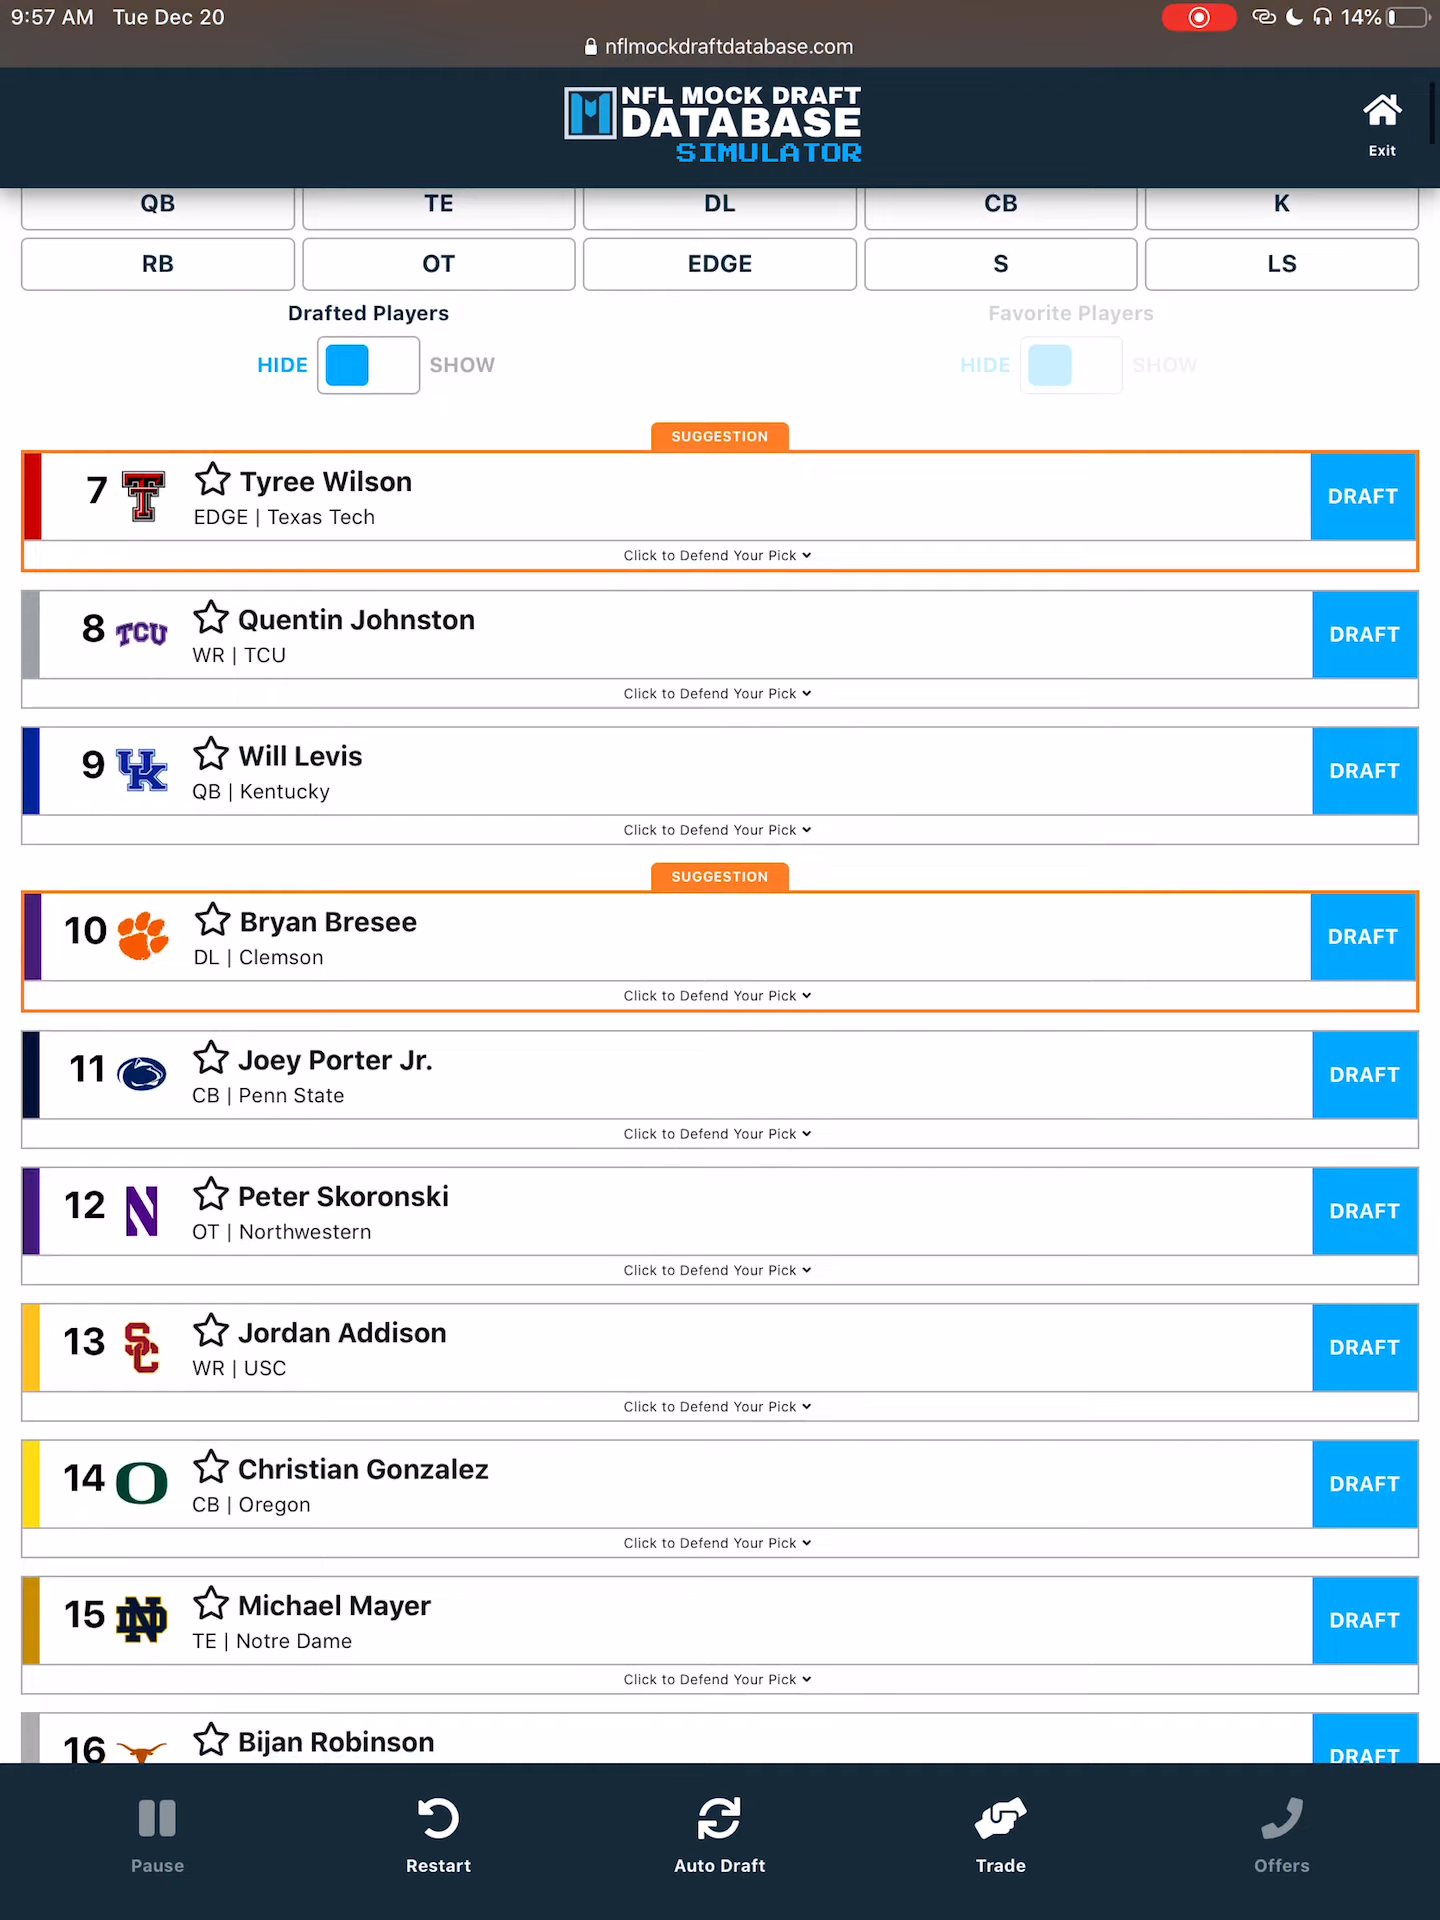 9:57 AM Tue Dec 20
14%
nflmockdraftdatabase.com
NFL MOCK DRAFT
DATABASE
SIMULATOR
Exit
QB TE DL CB K
RB OT EDGE S LS
Drafted Players Favorite Players
HIDE SHOW HIDE SHOW
SUGGESTION
7 Tyree Wilson DRAFT
EDGE | Texas Tech
Click to Defend Your Pick
8 TCU Quentin Johnston DRAFT
WR | TCU
Click to Defend Your Pick
9 UK Will Levis DRAFT
QB | Kentucky
Click to Defend Your Pick
SUGGESTION
10 Bryan Bresee DRAFT
DL | Clemson
Click to Defend Your Pick
11 Joey Porter Jr. DRAFT
CB | Penn State
Click to Defend Your Pick
12 N Peter Skoronski DRAFT
OT | Northwestern
Click to Defend Your Pick
13 SC Jordan Addison DRAFT
WR | USC
Click to Defend Your Pick
14 O Christian Gonzalez DRAFT
CB | Oregon
Click to Defend Your Pick
15 ND Michael Mayer DRAFT
TE | Notre Dame
Click to Defend Your Pick
16 Bijan Robinson DRAFT
Pause Restart Auto Draft Trade Offers